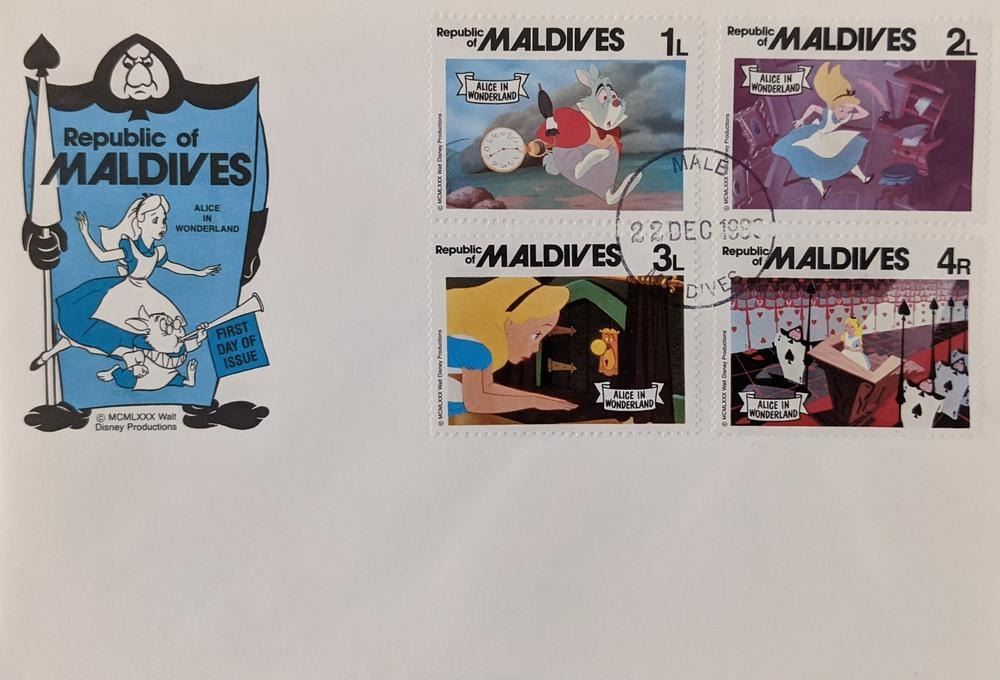 Republic of
MALDIVES
ALICE
IN
WONDERLAND
FIRST
DAY OF
ISSUE
© MCMLXXX Walt
Disney Productions
Republic
of MALDIVES 1L
ALICE IN
WONDERLAND
© MCMLXXX Walt Disney Productions
Republic
of MALDIVES 2L
ALICE IN
WONDERLAND
© MCMLXXX Walt Disney Productions
MALE
22 DEC
DIVES
Republic
of MALDIVES 3L
ALICE IN
WONDERLAND
© MCMLXXX Walt Disney Productions
Republic
of MALDIVES 4R
ALICE IN
WONDERLAND
© MCMLXXX Walt Disney Productions